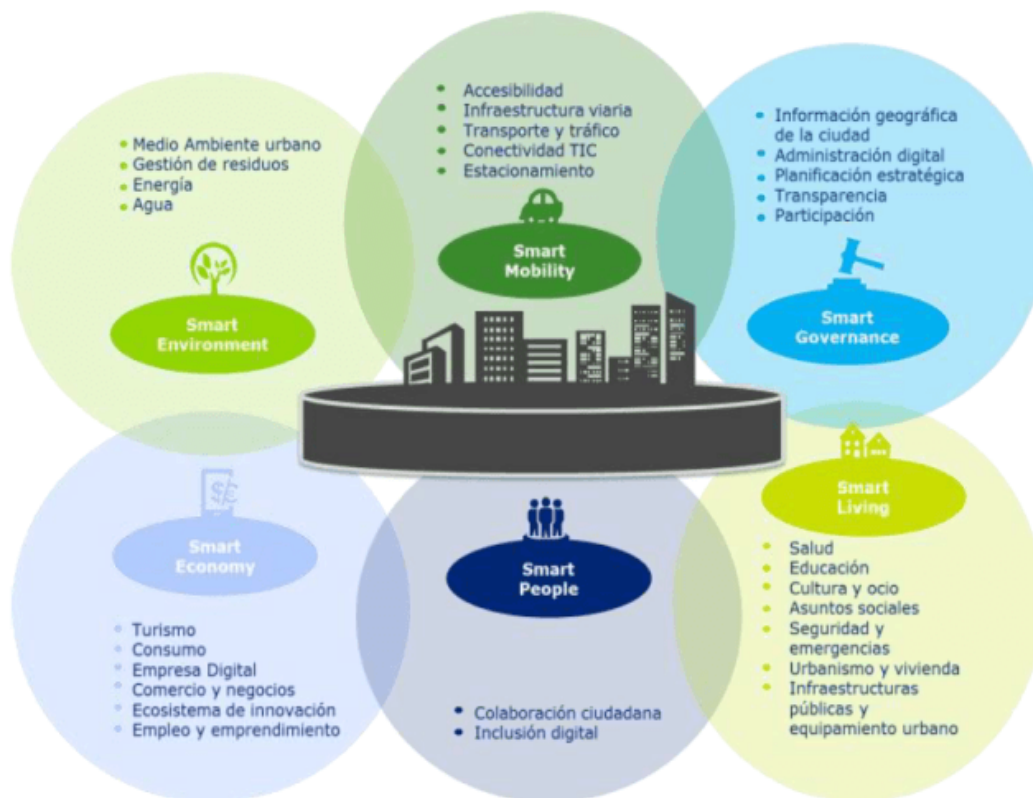 Medio Ambiente urbano
Gestión de residuos
Energía
Agua
Smart
Environment
Accesibilidad
Infraestructura viaria
Transporte y tráfico
Conectividad TIC
Estacionamiento
Smart
Mobility
Información geográfica
de la ciudad
Administración digital
Planificación estratégica
Transparencia
Participación
Smart
Governance
Smart
Economy
Turismo
Consumo
Empresa Digital
Comercio y negocios
Ecosistema de innovación
Empleo y emprendimiento
Smart
People
Colaboración ciudadana
Inclusión digital
Smart
Living
Salud
Educación
Cultura y ocio
Asuntos sociales
Seguridad y
emergencias
Urbanismo y vivienda
Infraestructuras
públicas y
equipamiento urbano